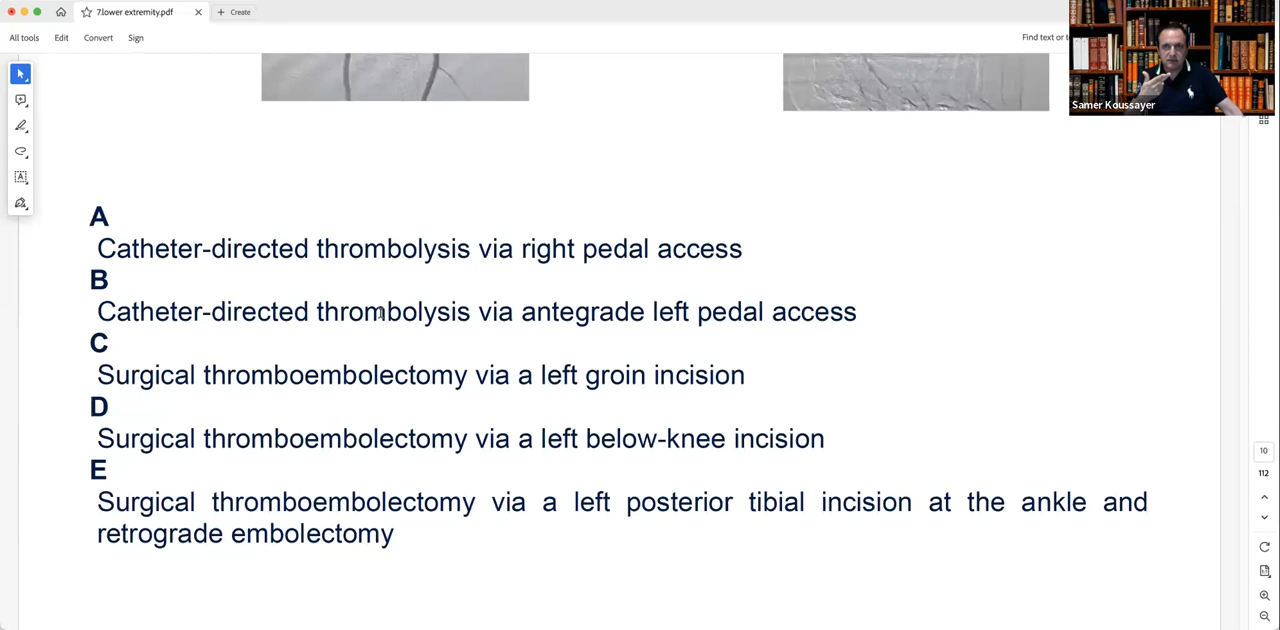 7.lower extremity.pdf
+ Create
All tools Edit Convert Sign
Find text or t
Samer Koussayer
A
Catheter-directed thrombolysis via right pedal access
B
Catheter-directed thrombolysis via antegrade left pedal access
C
Surgical thromboembolectomy via a left groin incision
D
Surgical thromboembolectomy via a left below-knee incision
E
Surgical thromboembolectomy via a left posterior tibial incision at the ankle and
retrograde embolectomy
10
112